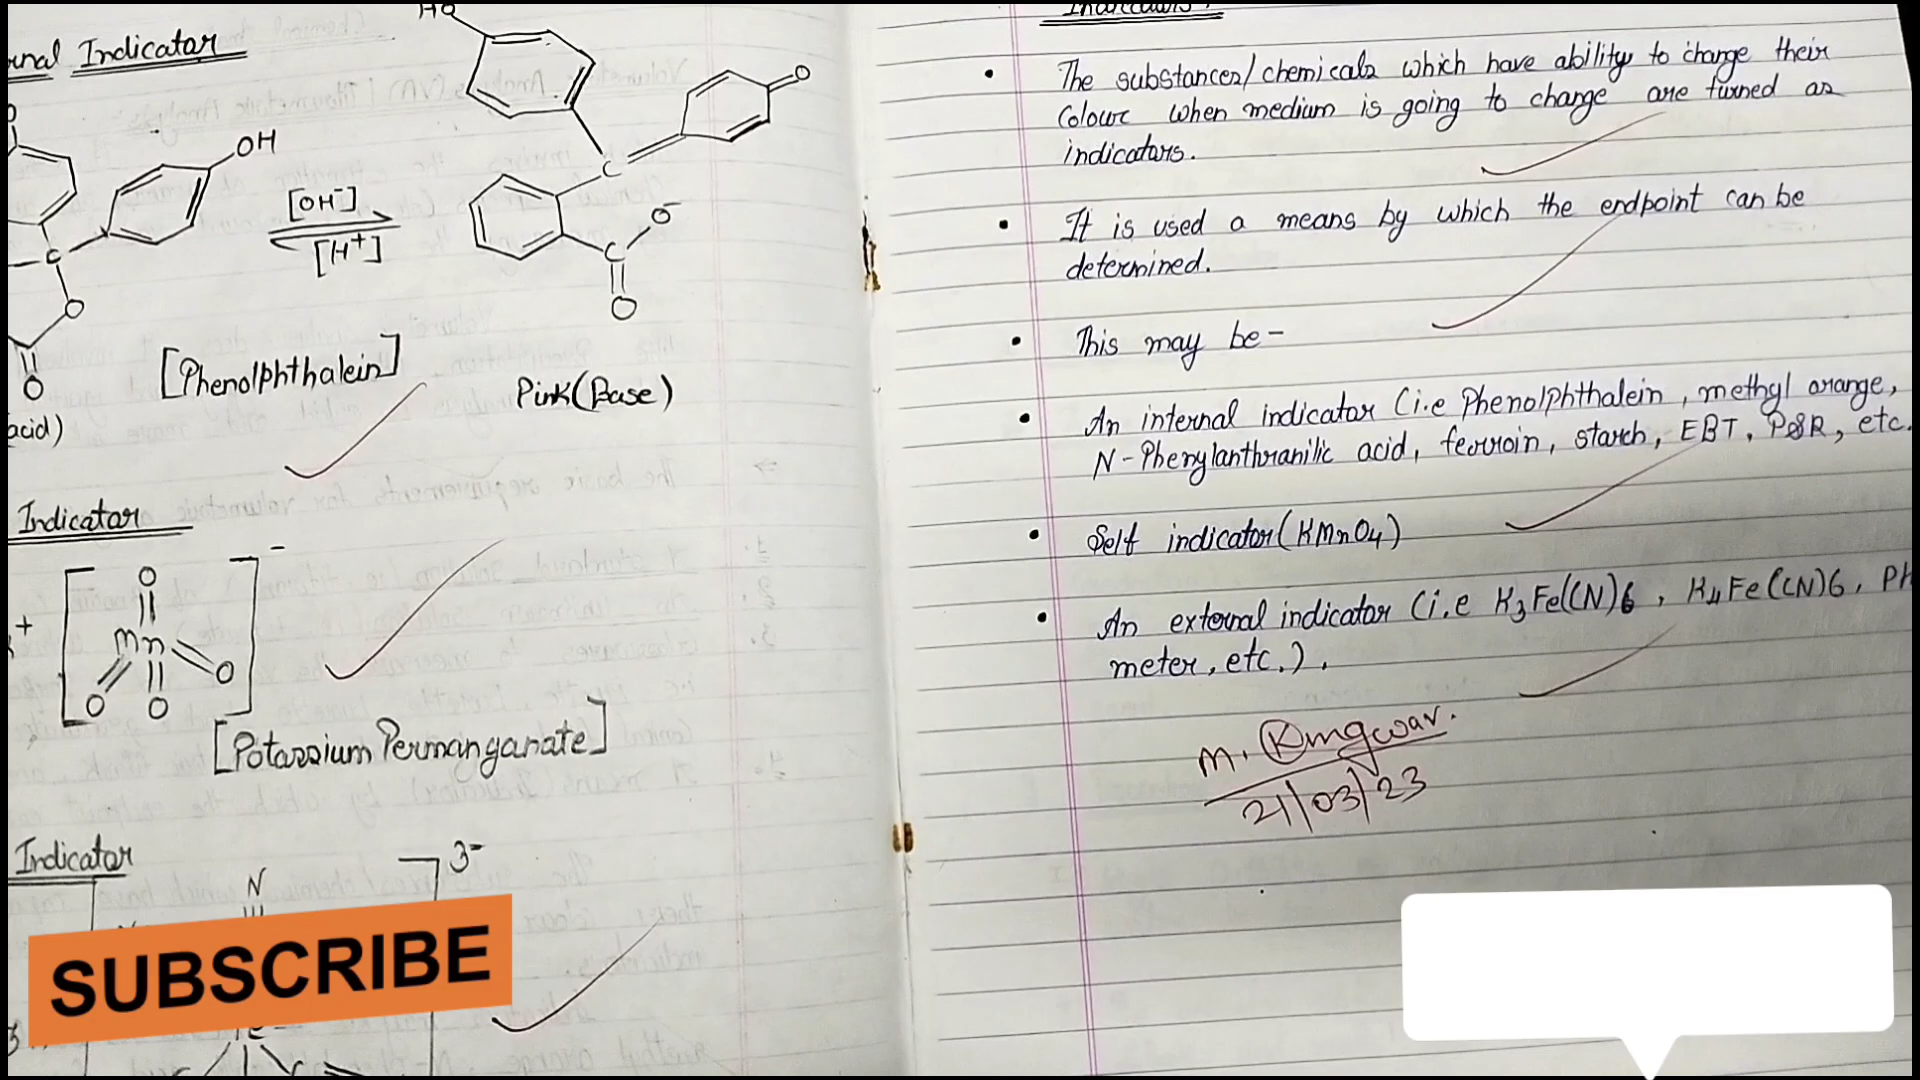 Indicator
HO
O
OH
[OH⁻]
[H⁺]
C
O
O
C
O⁻
C
O
O
[Phenolphthalein]
Pink (Base)
acid)
Indicator
+
[
O
Mn
O
O
O
]⁻
[Potassium Permanganate]
Indicator
N
3-
SUBSCRIBE
Indicators:
• The substances/chemicals which have ability to change their
Colour when medium is going to change are turned as
indicators.
• It is used a means by which the endpoint can be
determined.
• This may be -
• An internal indicator (i.e Phenolphthalein, methyl orange,
N-Phenylanthranilic acid, ferroin, starch, EBT, P&R, etc.
• Self indicator (KMnO4)
• An external indicator (i.e K3Fe(CN)6, K4Fe(CN)6, PH
meter, etc.).
21/03/23